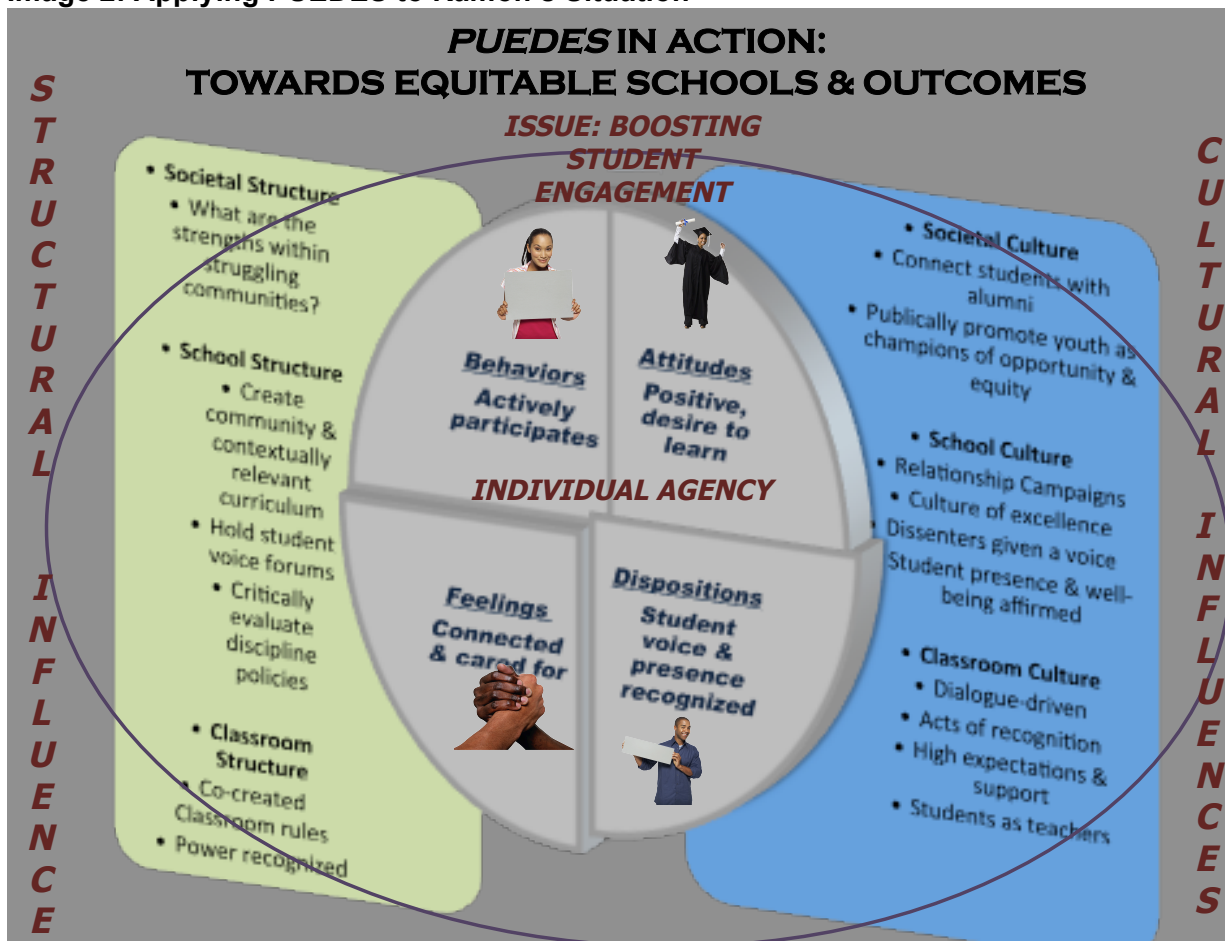 Image Applying PUEDES to Situation
PUEDES IN ACTION:
TOWARDS EQUITABLE SCHOOLS & OUTCOMES
ISSUE: BOOSTING
STUDENT
ENGAGEMENT
STRUCTURAL INFLUENCE
• Societal Structure
• What are the
strengths within
struggling
communities?
• School Structure
• Create
community &
contextually
relevant
curriculum
• Hold student
voice forums
• Critically
evaluate
discipline
policies
• Classroom
Structure
• Co-created
Classroom rules
• Power recognized
Behaviors
Actively
participates
Attitudes
Positive,
desire to
learn
INDIVIDUAL AGENCY
Feelings
Connected
& cared for
Dispositions
Student
voice &
presence
recognized
• Societal Culture
• Connect students with
alumni
• Publically promote youth as
champions of opportunity &
equity
• School Culture
• Relationship Campaigns
• Culture of excellence
• Dissenters given a voice
Student presence & well-
being affirmed
• Classroom Culture
• Dialogue-driven
• Acts of recognition
• High expectations &
support
• Students as teachers
CULTURAL INFLUENCES